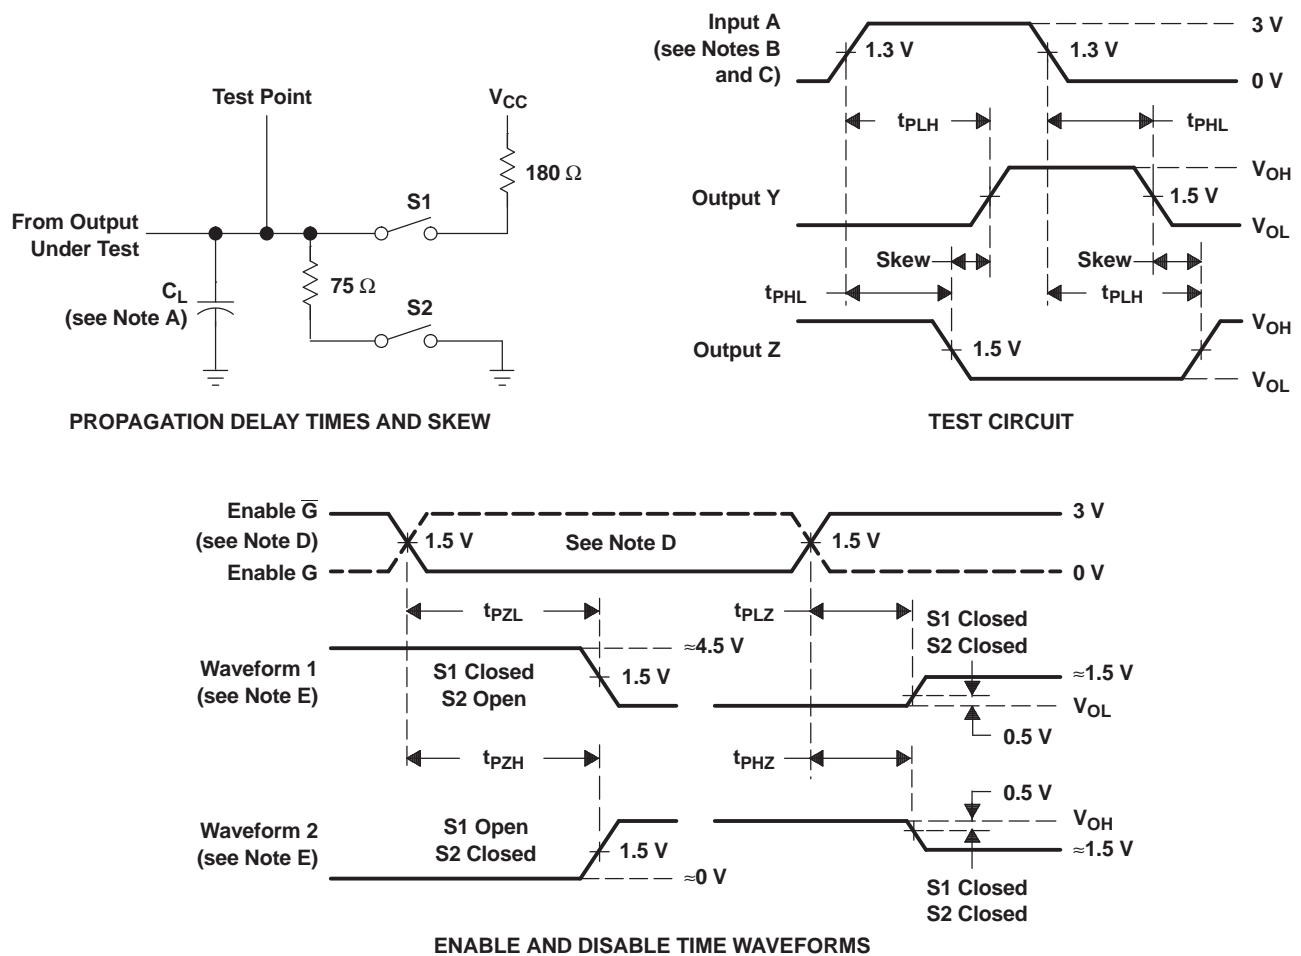 Test Point
VCC
180 Ω
S1
From Output
Under Test
75 Ω
CL
(see Note A)
S2
PROPAGATION DELAY TIMES AND SKEW
Input A
(see Notes B
and C)
1.3 V
1.3 V
3 V
0 V
tPLH
tPHL
Output Y
VOH
1.5 V
VOL
Skew
Skew
tPHL
tPLH
Output Z
1.5 V
VOH
VOL
TEST CIRCUIT
Enable G̅
(see Note D)
Enable G
1.5 V
See Note D
1.5 V
3 V
0 V
tPZL
tPLZ
S1 Closed
S2 Closed
Waveform 1
(see Note E)
S1 Closed
S2 Open
≈4.5 V
1.5 V
≈1.5 V
VOL
0.5 V
tPZH
tPHZ
0.5 V
Waveform 2
(see Note E)
S1 Open
S2 Closed
1.5 V
≈0 V
VOH
≈1.5 V
S1 Closed
S2 Closed
ENABLE AND DISABLE TIME WAVEFORMS